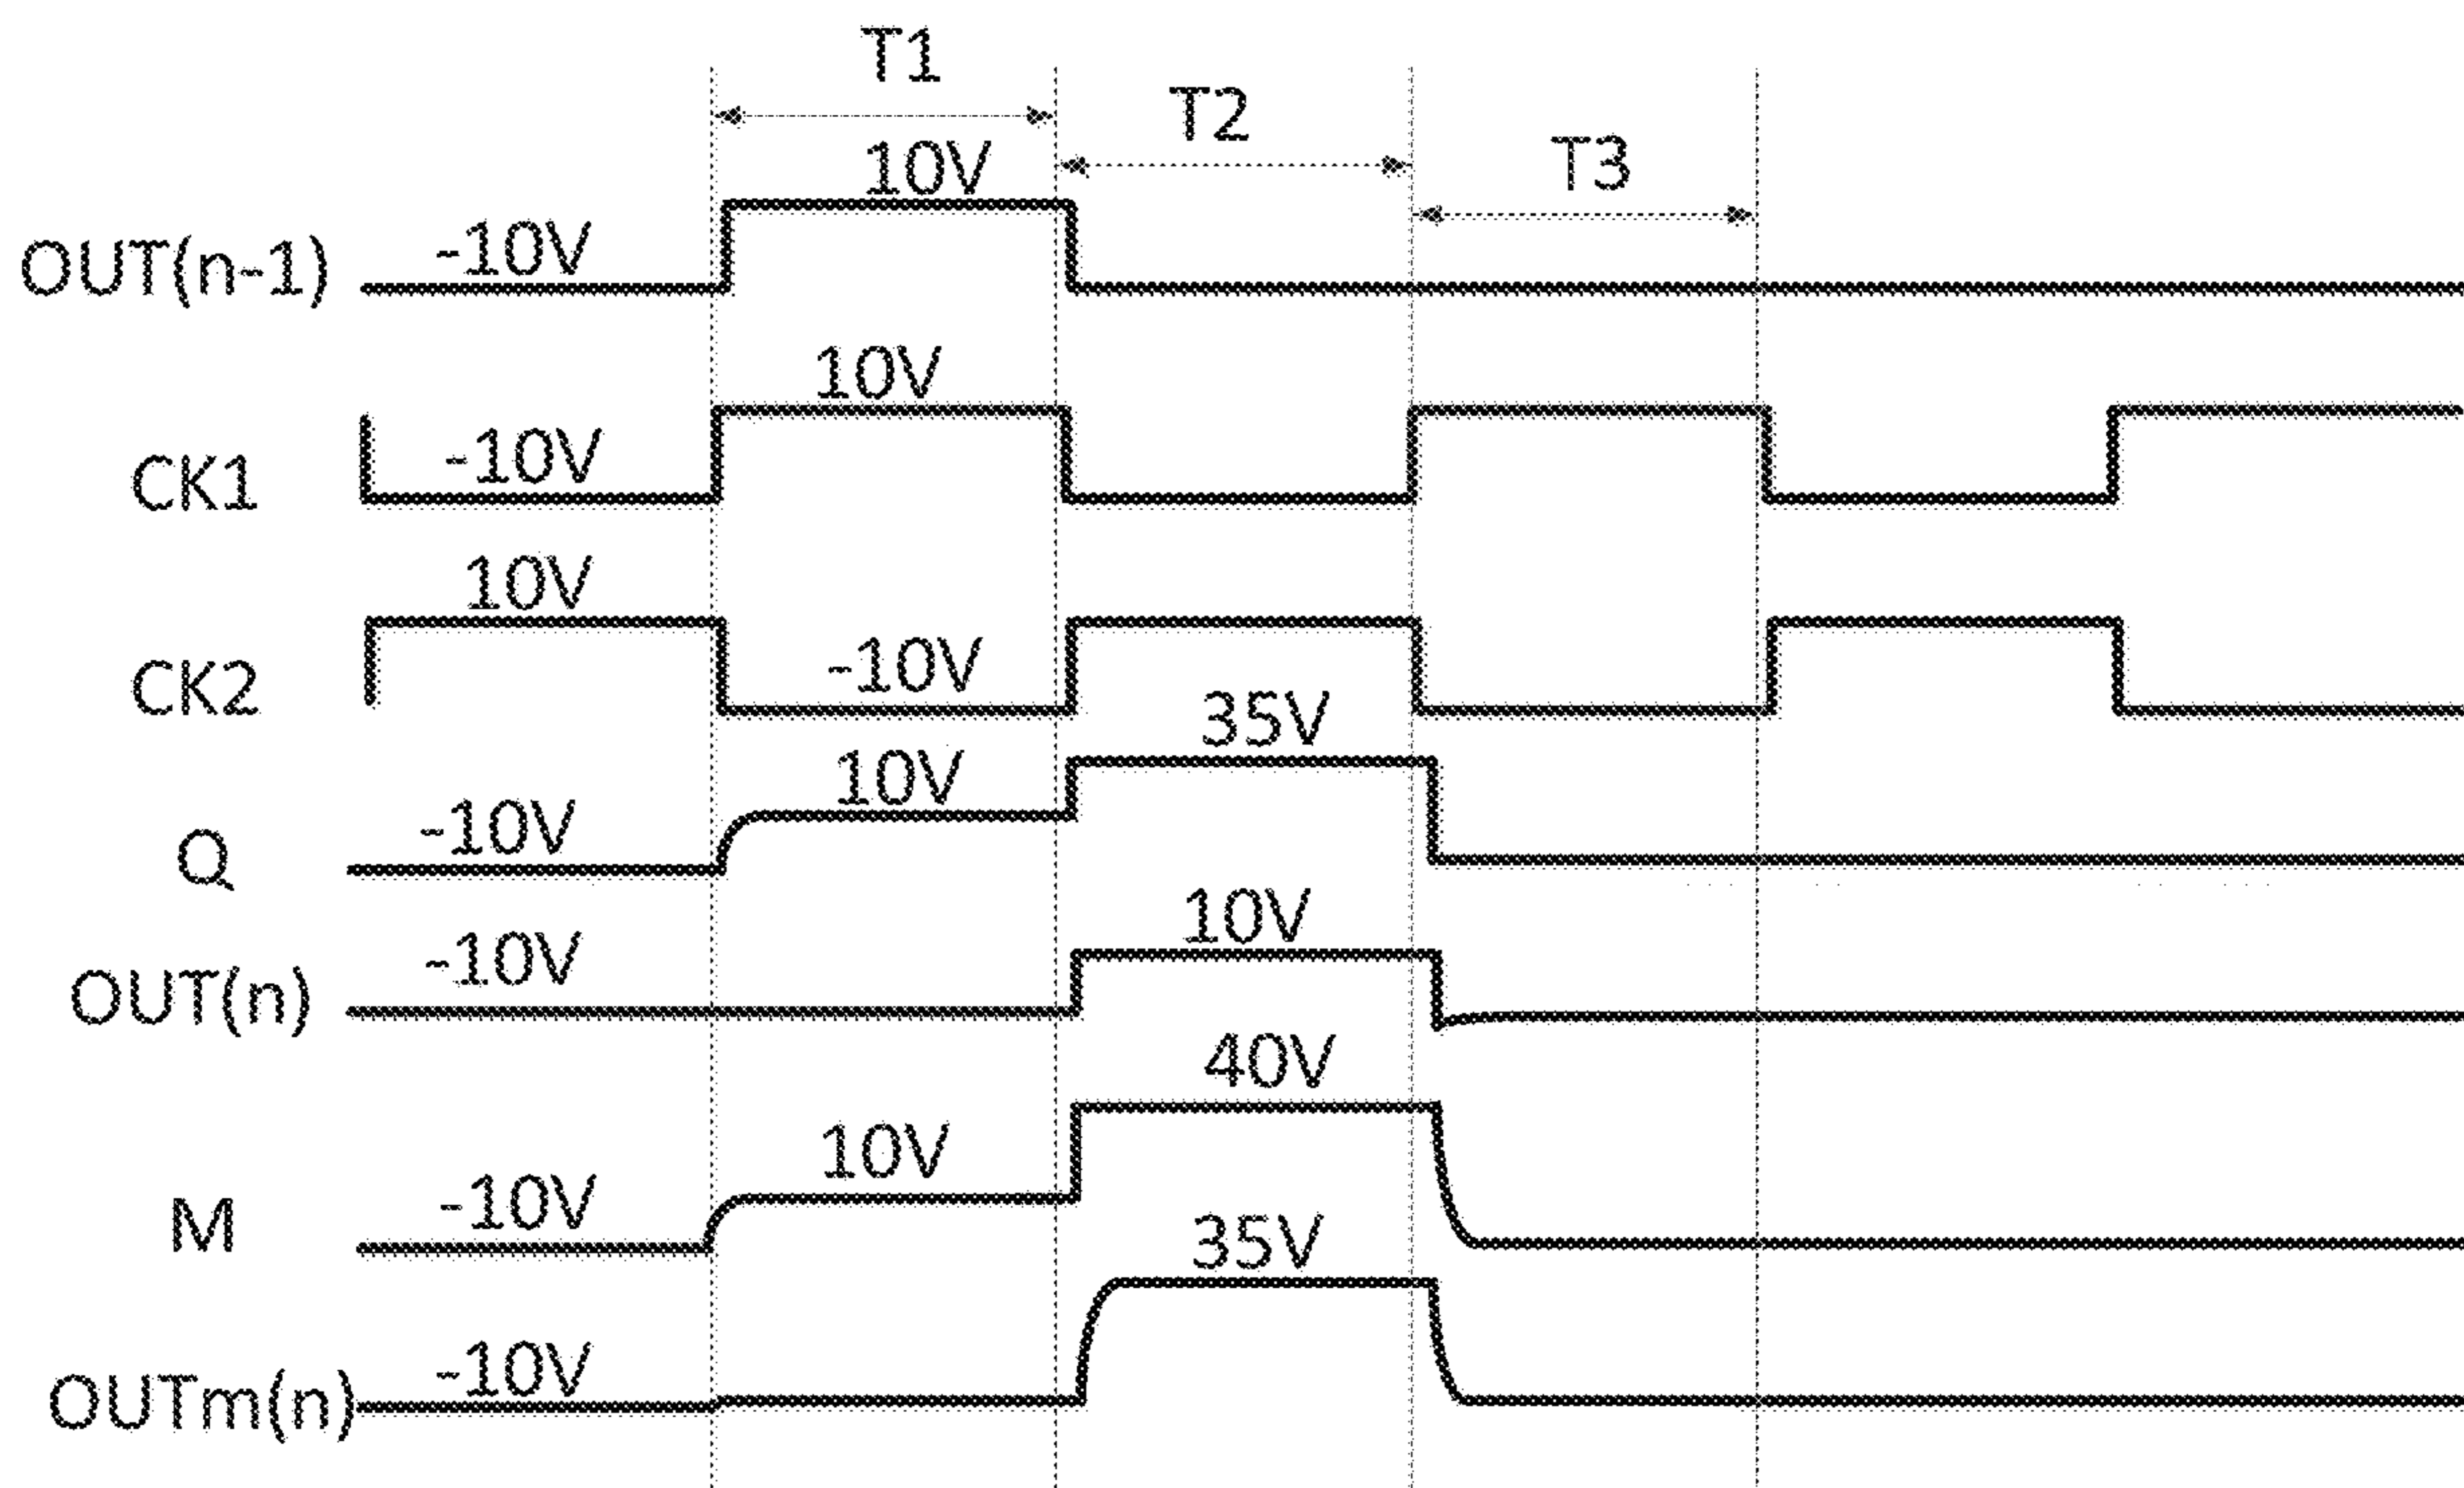 T1
T2
T3
OUT(n-1) -10V 10V
CK1 -10V 10V
CK2 10V -10V
Q -10V 10V 35V
OUT(n) -10V 10V
M -10V 10V 40V
OUTm(n) -10V 35V